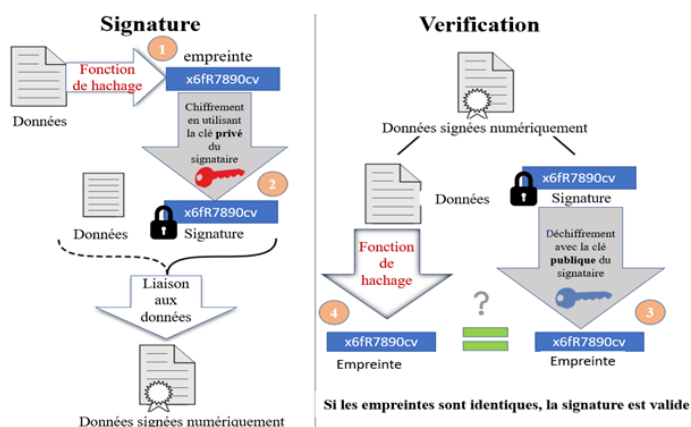 Signature
1
empreinte
Fonction
de hachage
x6fR7890cv
Données
Chiffrement
en utilisant
la clé privé du
signataire
2
x6fR7890cv
Données
Signature
Liaison
aux
données
Données signées numériquement
Verification
Données signées numériquement
x6fR7890cv
Données
Signature
Fonction
de
hachage
Déchiffrement
avec la clé
publique du
signataire
4
?
3
x6fR7890cv
x6fR7890cv
Empreinte
Empreinte
Si les empreintes sont identiques, la signature est valide